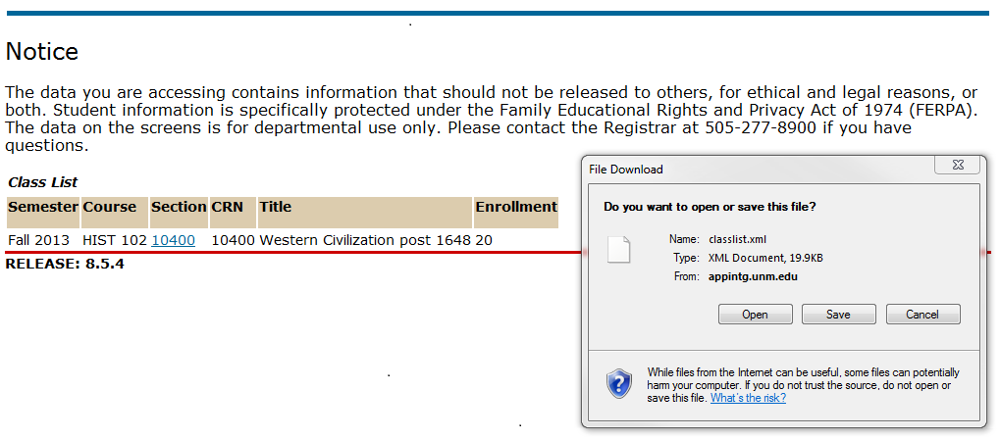 Notice
The data you are accessing contains information that should not be released to others, for ethical and legal reasons, or
both. Student information is specifically protected under the Family Educational Rights and Privacy Act of 1974 (FERPA).
The data on the screens is for departmental use only. Please contact the Registrar at 505-277-8900 if you have
questions.
Class List
Semester Course Section CRN Title Enrollment
Fall 2013 HIST 102 10400 10400 Western Civilization post 1648 20
RELEASE: 8.5.4
File Download
Do you want to open or save this file?
Name: classlist.xml
Type: XML Document, 19.9KB
From: appintg.unm.edu
Open Save Cancel
While files from the Internet can be useful, some files can potentially
harm your computer. If you do not trust the source, do not open or
save this file. What's the risk?